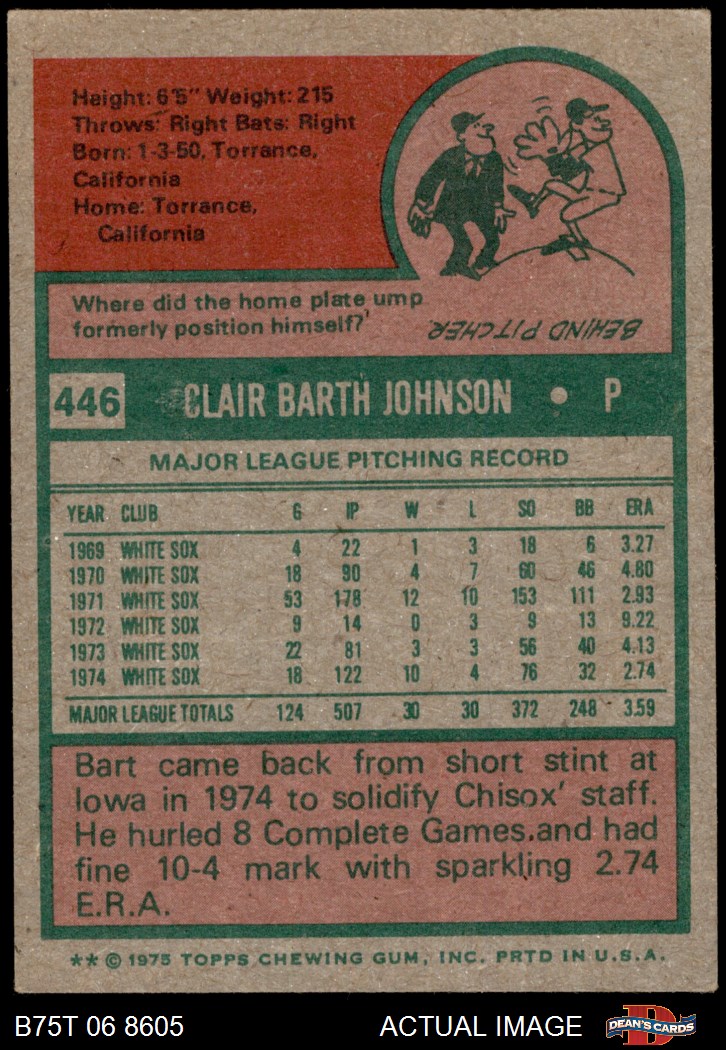 Height: 6'5" Weight: 215
Throws: Right Bats: Right
Born: 1-3-50, Torrance,
California
Home: Torrance,
California
Where did the home plate ump
formerly position himself?
BEHIND PITCHER
446 CLAIR BARTH JOHNSON • P
MAJOR LEAGUE PITCHING RECORD
YEAR CLUB G IP W L SO BB ERA
1969 WHITE SOX 4 22 1 3 18 6 3.27
1970 WHITE SOX 18 90 4 7 60 46 4.80
1971 WHITE SOX 53 178 12 10 153 111 2.93
1972 WHITE SOX 9 14 0 3 9 13 9.22
1973 WHITE SOX 22 81 3 3 56 40 4.13
1974 WHITE SOX 18 122 10 4 76 32 2.74
MAJOR LEAGUE TOTALS 124 507 30 30 372 248 3.59
Bart came back from short stint at
Iowa in 1974 to solidify Chisox' staff.
He hurled 8 Complete Games.and had
fine 10-4 mark with sparkling 2.74
E.R.A.
** © 1975 TOPPS CHEWING GUM, INC. PRTD IN U.S.A.
B75T 06 8605 ACTUAL IMAGE D DEAN'S CARDS